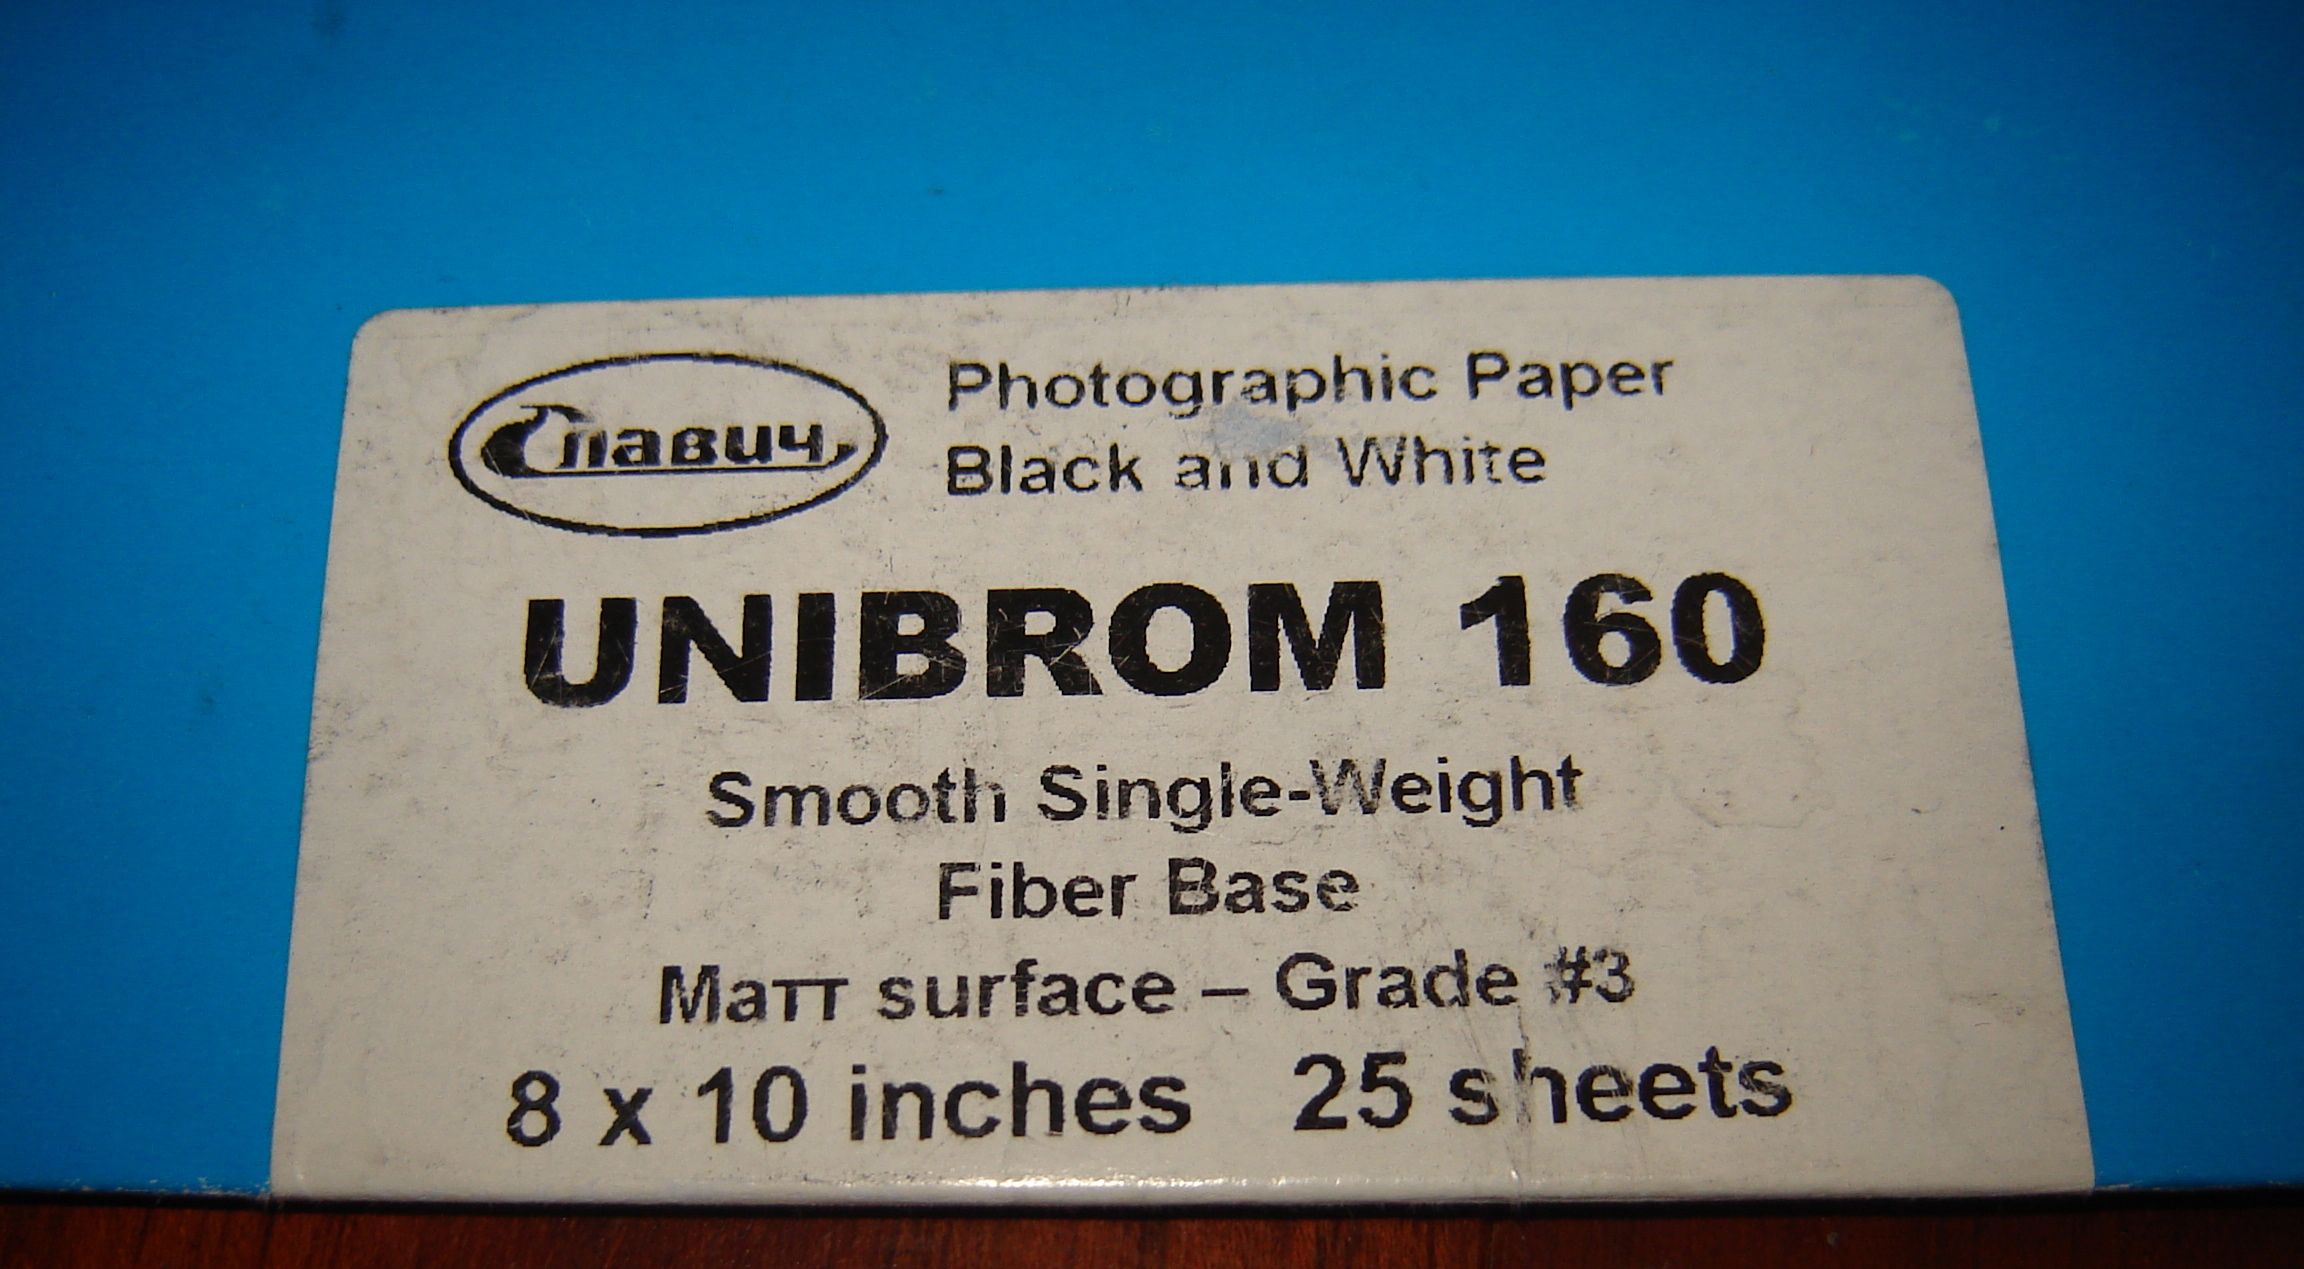 Славич
Photographic Paper
Black and White
UNIBROM 160
Smooth Single-Weight
Fiber Base
Matt surface – Grade #3
8 x 10 inches 25 sheets